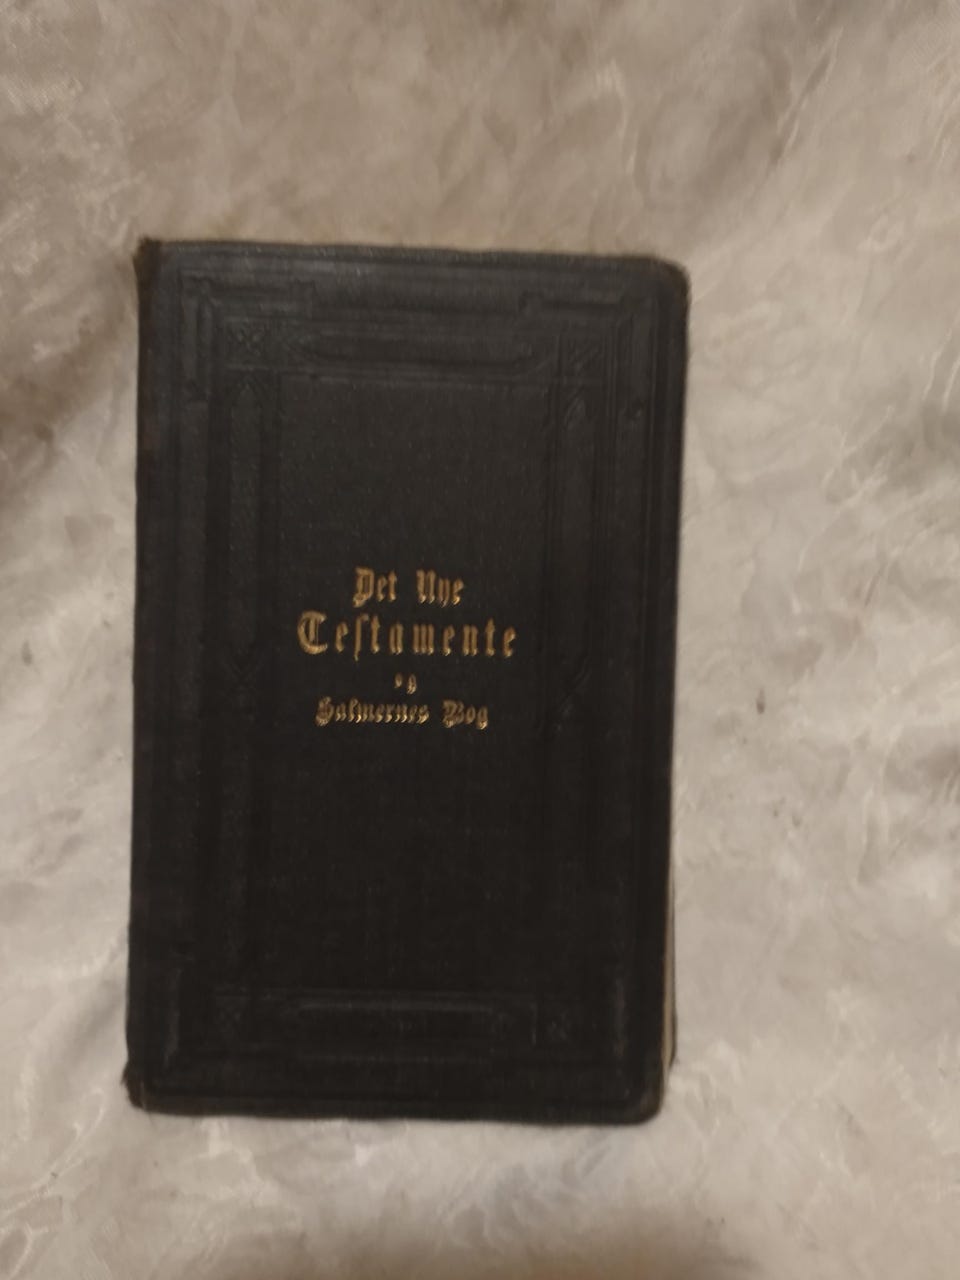 Det Nye
Testamente
og
Salmernes Bog